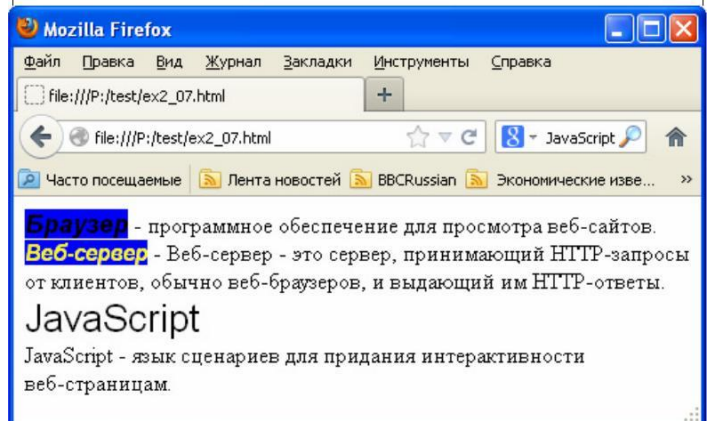 Mozilla Firefox
Файл Правка Вид Журнал Закладки Инструменты Справка
file:///P:/test/ex2_07.html +
file:///P:/test/ex2_07.html JavaScript
Часто посещаемые Лента новостей BBCRussian Экономические изве... »
Браузер - программное обеспечение для просмотра веб-сайтов.
Веб-сервер - Веб-сервер - это сервер, принимающий HTTP-запросы
от клиентов, обычно веб-браузеров, и выдающий им HTTP-ответы.
JavaScript
JavaScript - язык сценариев для придания интерактивности
веб-страницам.